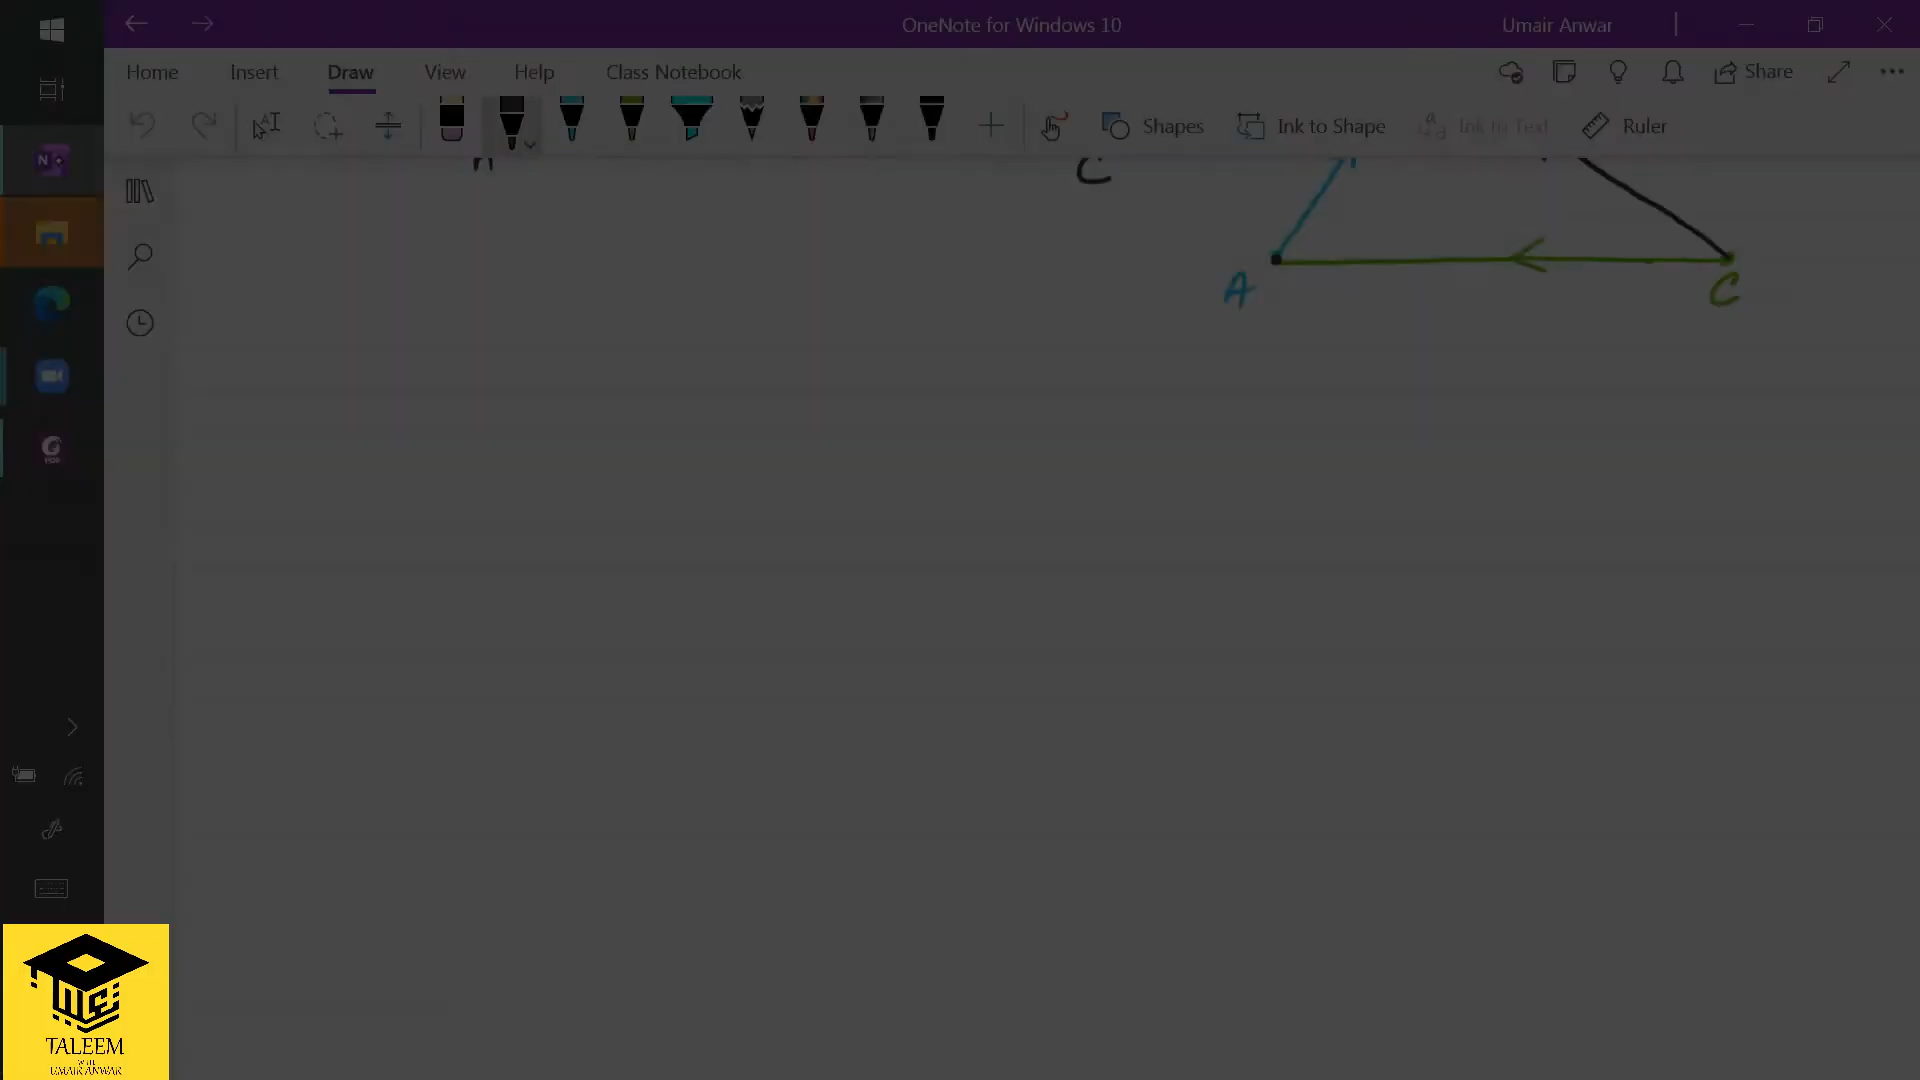 OneNote for Windows 10
Umair Anwar
Home Insert Draw View Help Class Notebook
Share
Shapes Ink to Shape Ink to Text Ruler
C
A
C
TALEEM
WITH
UMAIR ANWAR